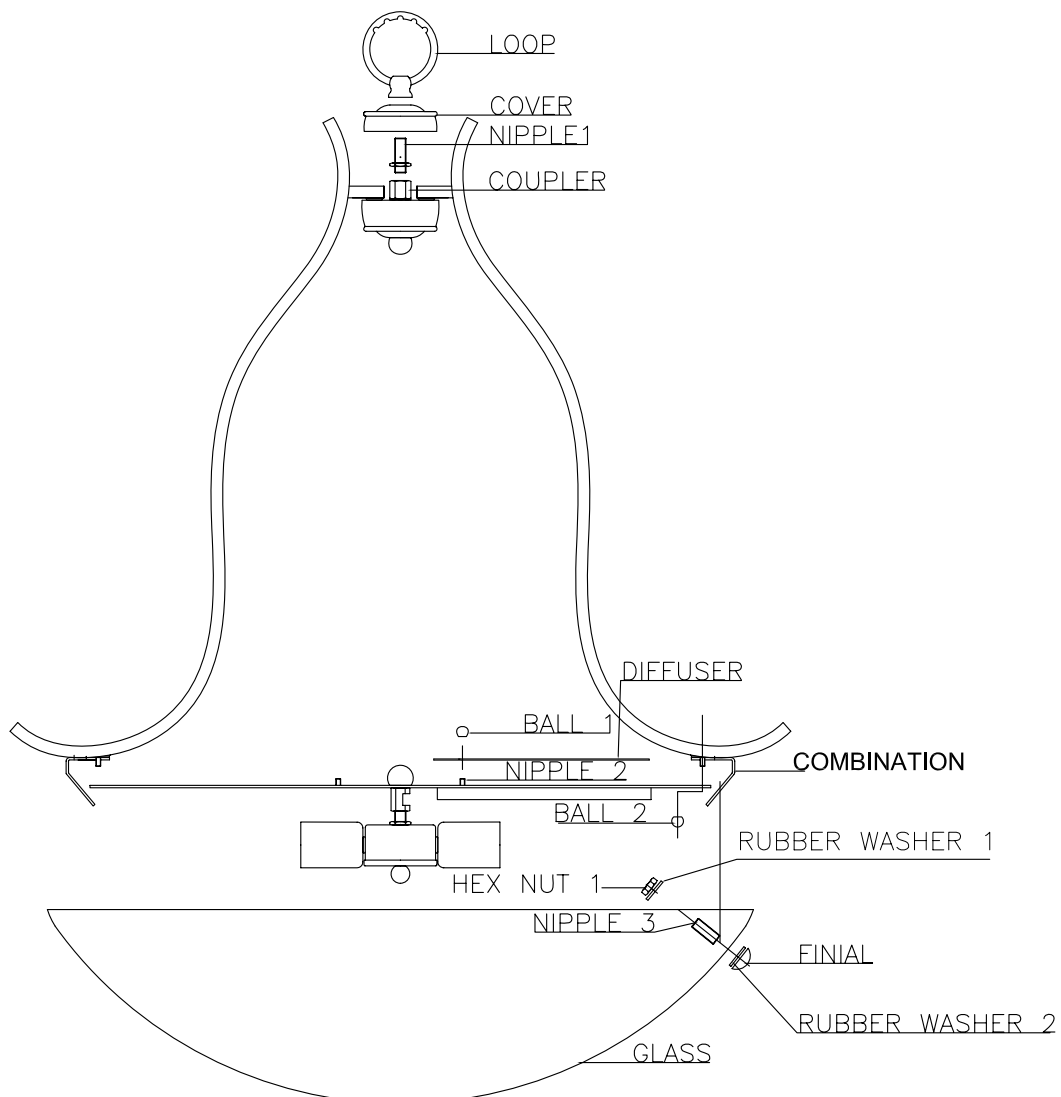 LOOP
COVER
NIPPLE1
COUPLER
DIFFUSER
BALL 1
COMBINATION
NIPPLE 2
BALL 2
RUBBER WASHER 1
HEX NUT 1
NIPPLE 3
FINIAL
RUBBER WASHER 2
GLASS